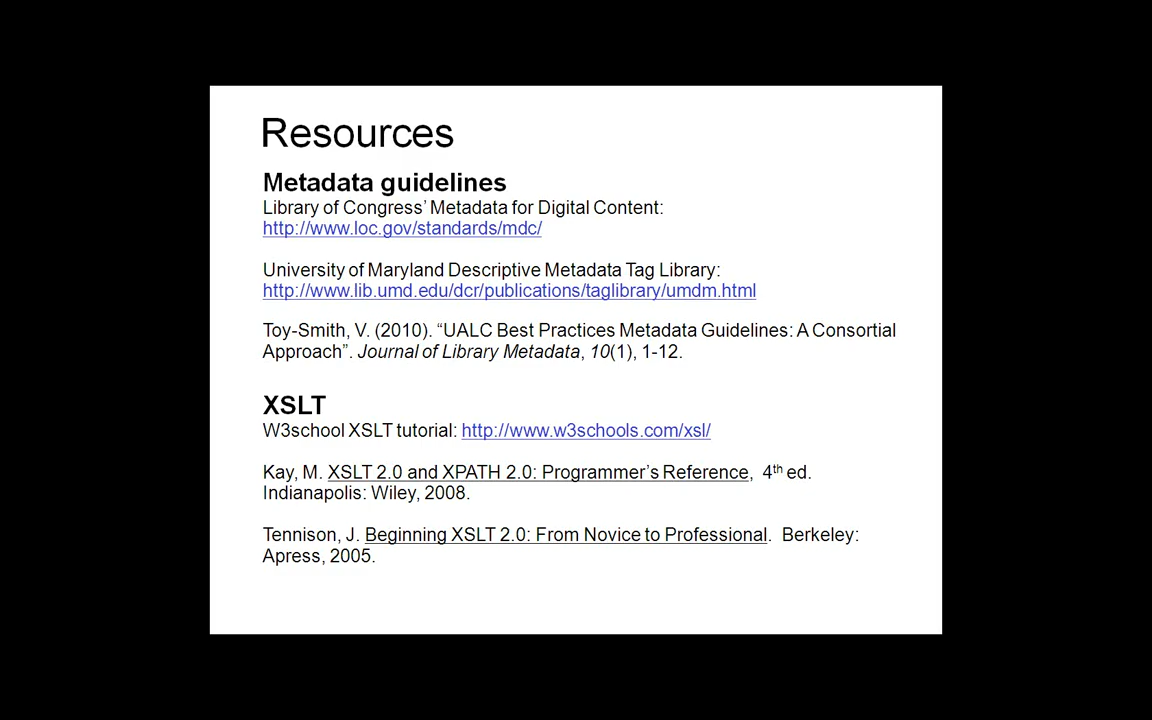 Resources
Metadata guidelines
Library of Congress’ Metadata for Digital Content:
http://www.loc.gov/standards/mdc/
University of Maryland Descriptive Metadata Tag Library:
http://www.lib.umd.edu/dcr/publications/taglibrary/umdm.html
Toy-Smith, V. (2010). “UALC Best Practices Metadata Guidelines: A Consortial
Approach”. Journal of Library Metadata, 10(1), 1-12.
XSLT
W3school XSLT tutorial: http://www.w3schools.com/xsl/
Kay, M. XSLT 2.0 and XPATH 2.0: Programmer’s Reference, 4th ed.
Indianapolis: Wiley, 2008.
Tennison, J. Beginning XSLT 2.0: From Novice to Professional. Berkeley:
Apress, 2005.